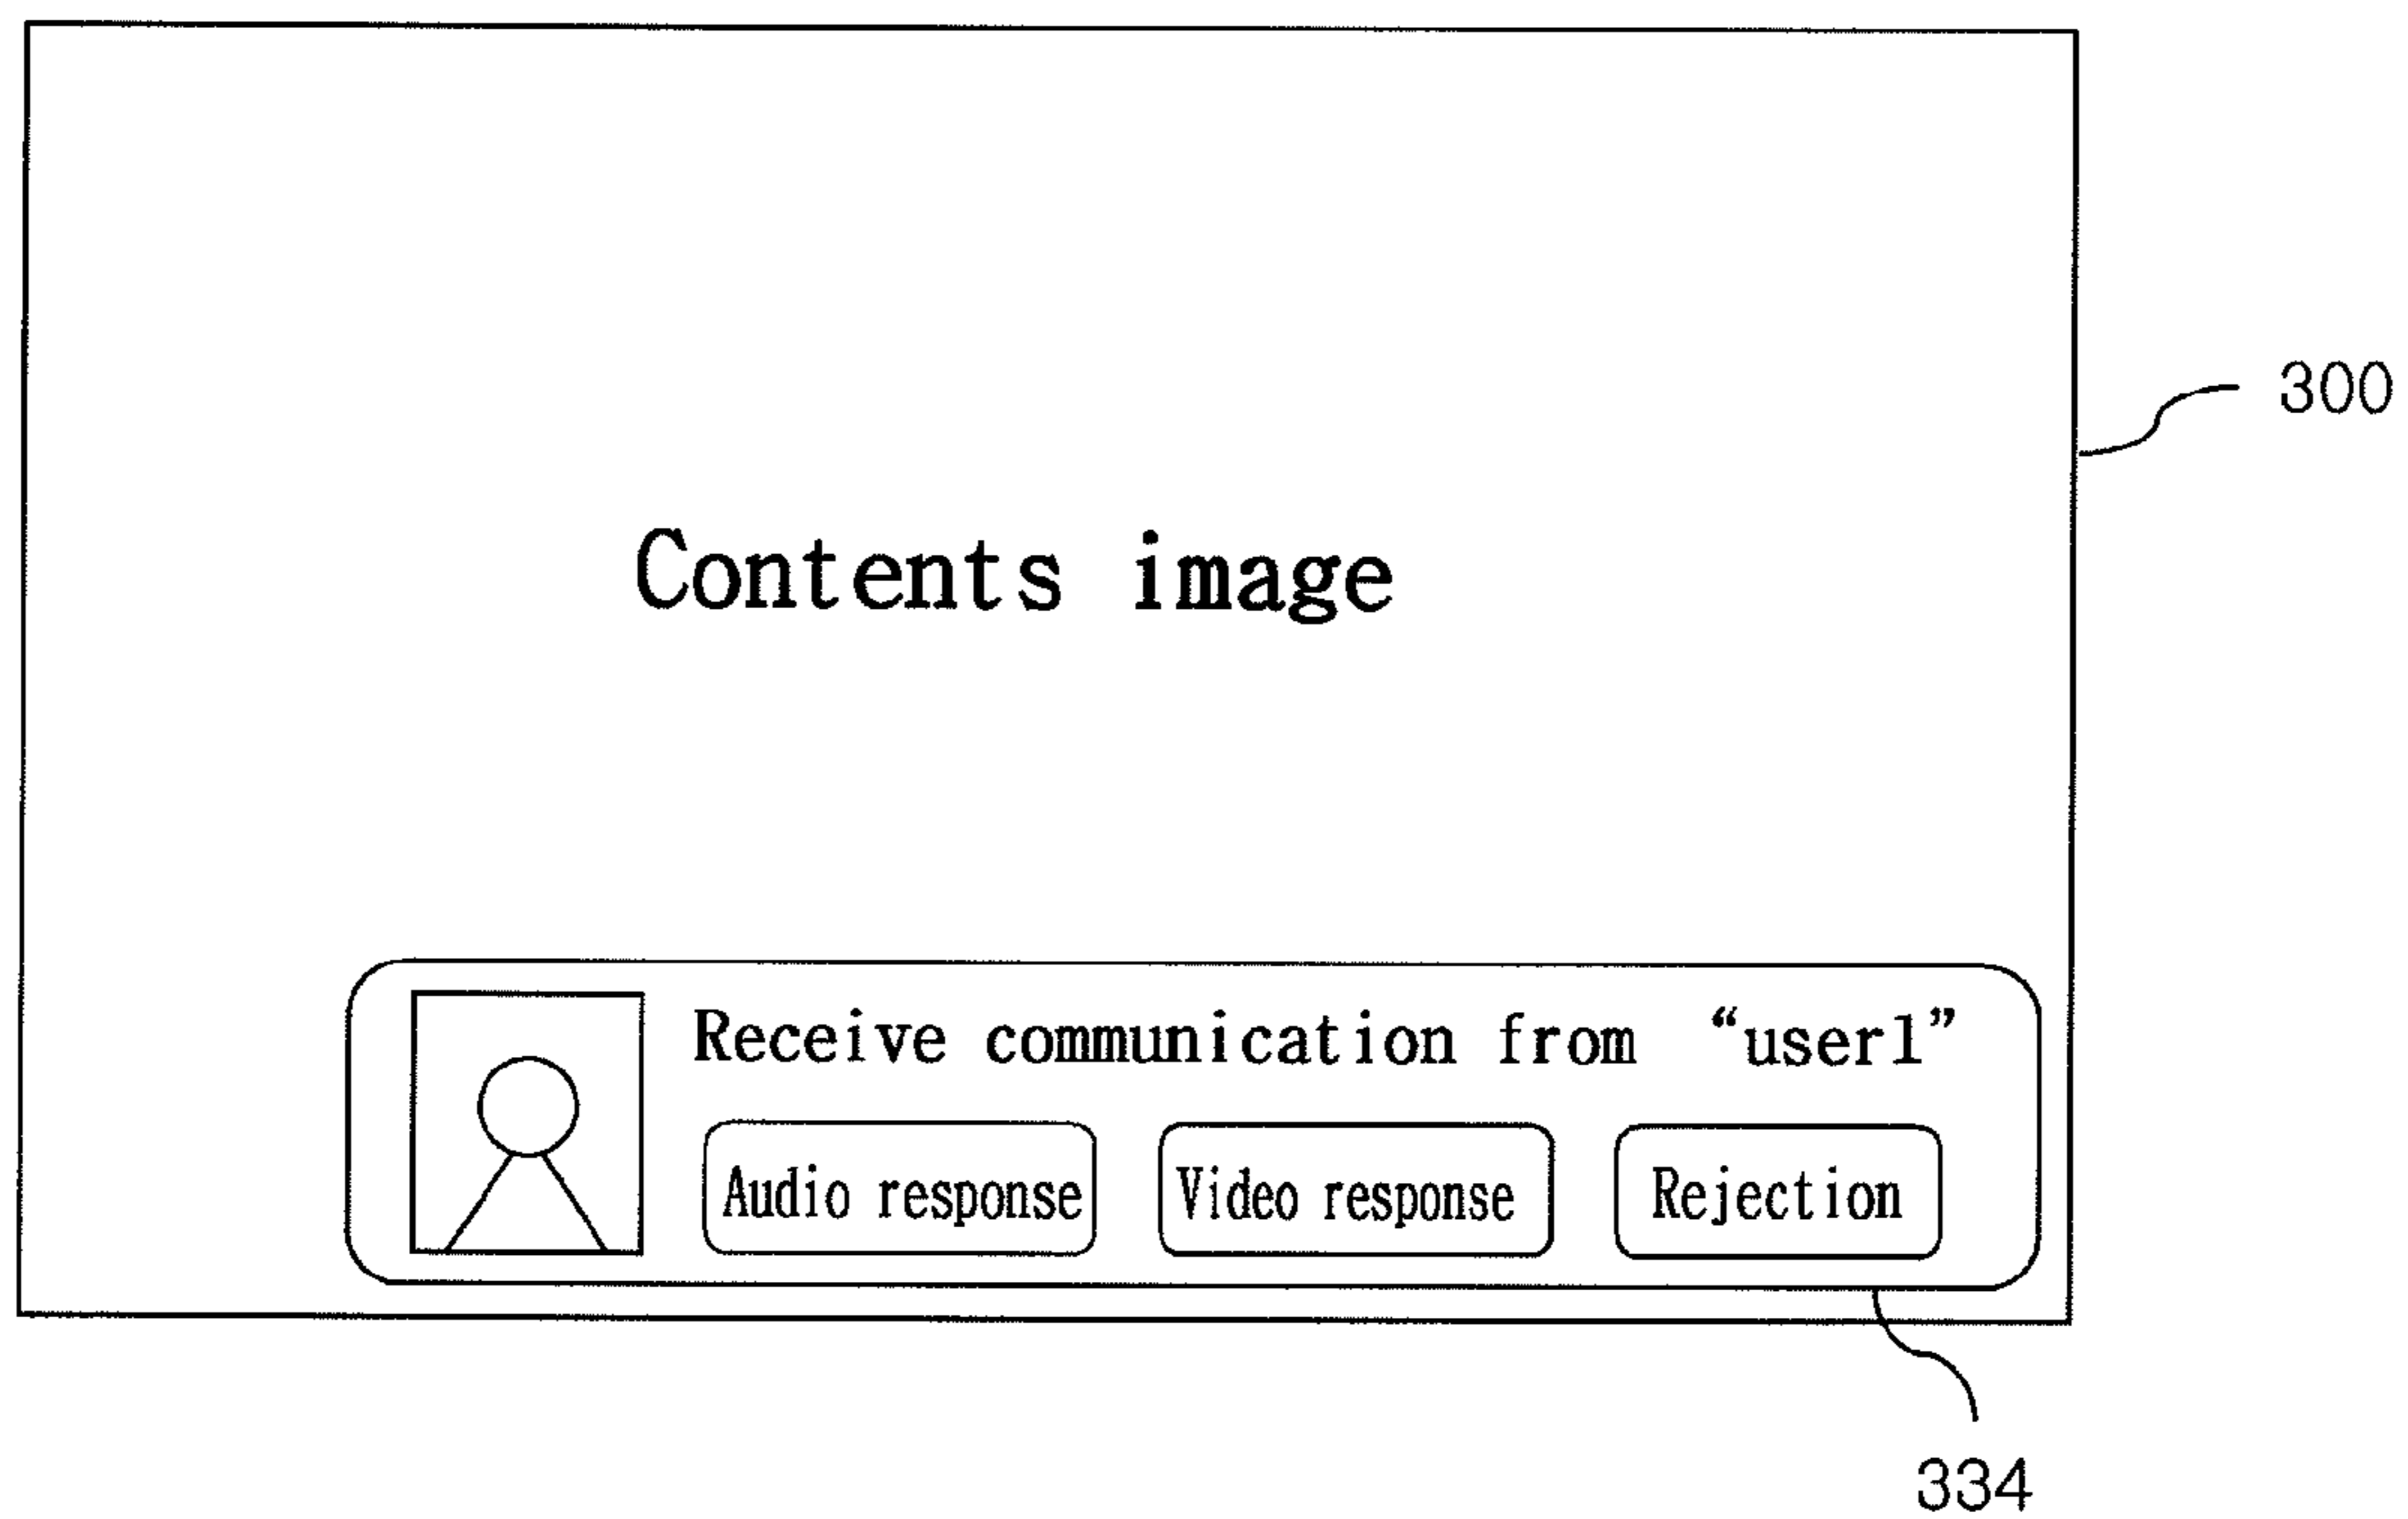 300
Contents image
Receive communication from “user1”
Audio response
Video response
Rejection
334